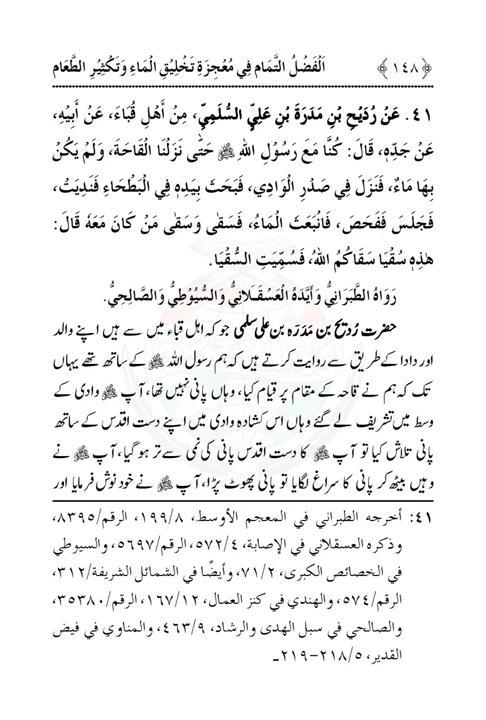 ﴿١٤٨﴾ اَلْفَضْلُ التَّمَام فِي مُعْجِزَةِ تَخْلِيْقِ الْمَاءِ وَتَكْثِيْرِ الطَّعَام
٤١. عَنْ رُدَيْحِ بْنِ مَدَرَةَ بْنِ عَلِيٍّ السُّلَمِيِّ، مِنْ أَهْلِ قُبَاءَ، عَنْ أَبِيْهِ،
عَنْ جَدِّهِ، قَالَ: كُنَّا مَعَ رَسُوْلِ اللهِ ﷺ حَتّٰى نَزَلْنَا الْقَاحَةَ، وَلَمْ يَكُنْ
بِهَا مَاءٌ، فَنَزَلَ فِي صَدْرِ الْوَادِي، فَبَحَثَ بِيَدِهِ فِي الْبَطْحَاءِ فَنَدِيَتْ،
فَجَلَسَ فَفَحَصَ، فَانْبَعَثَ الْمَاءُ، فَسَقٰى وَسَقٰى مَنْ كَانَ مَعَهُ قَالَ:
هٰذِهِ سُقْيَا سَقَاكُمُ اللهُ، فَسُمِّيَتِ السُّقْيَا.
رَوَاهُ الطَّبَرَانِيُّ وَأَيَّدَهُ الْعَسْقَلَانِيُّ وَالسُّيُوْطِيُّ وَالصَّالِحِيُّ.
حضرت رُدیح بن مَدَرَہ بن علی سلمی جو کہ اہل قباء میں سے ہیں اپنے والد
اور دادا کے طریق سے روایت کرتے ہیں کہ ہم رسول اللہ ﷺ کے ساتھ تھے یہاں
تک کہ ہم نے قاحہ کے مقام پر قیام کیا، وہاں پانی نہیں تھا، آپ ﷺ وادی کے
وسط میں تشریف لے گئے وہاں اس کشادہ وادی میں اپنے دست اقدس کے ساتھ
پانی تلاش کیا تو آپ ﷺ کا دست اقدس پانی کی نمی سے تر ہو گیا، آپ ﷺ نے
وہیں بیٹھ کر پانی کا سراغ لگایا تو پانی پھوٹ پڑا، آپ ﷺ نے خود نوش فرمایا اور
٤١: أخرجه الطبراني في المعجم الأوسط، ٨/١٩٩، الرقم/٨٣٩٥،
وذكره العسقلاني في الإصابة، ٤/٥٧٢، الرقم/٥٦٩٧، والسيوطي
في الخصائص الكبرى، ٢/٧١، وأيضًا في الشمائل الشريفة/٣١٢،
الرقم/٥٧٤، والهندي في كنز العمال، ١٢/١٦٧، الرقم/٣٥٣٨٠،
والصالحي في سبل الهدى والرشاد، ٩/٤٦٣، والمناوي في فيض
القدير، ٥/٢١٨-٢١٩۔